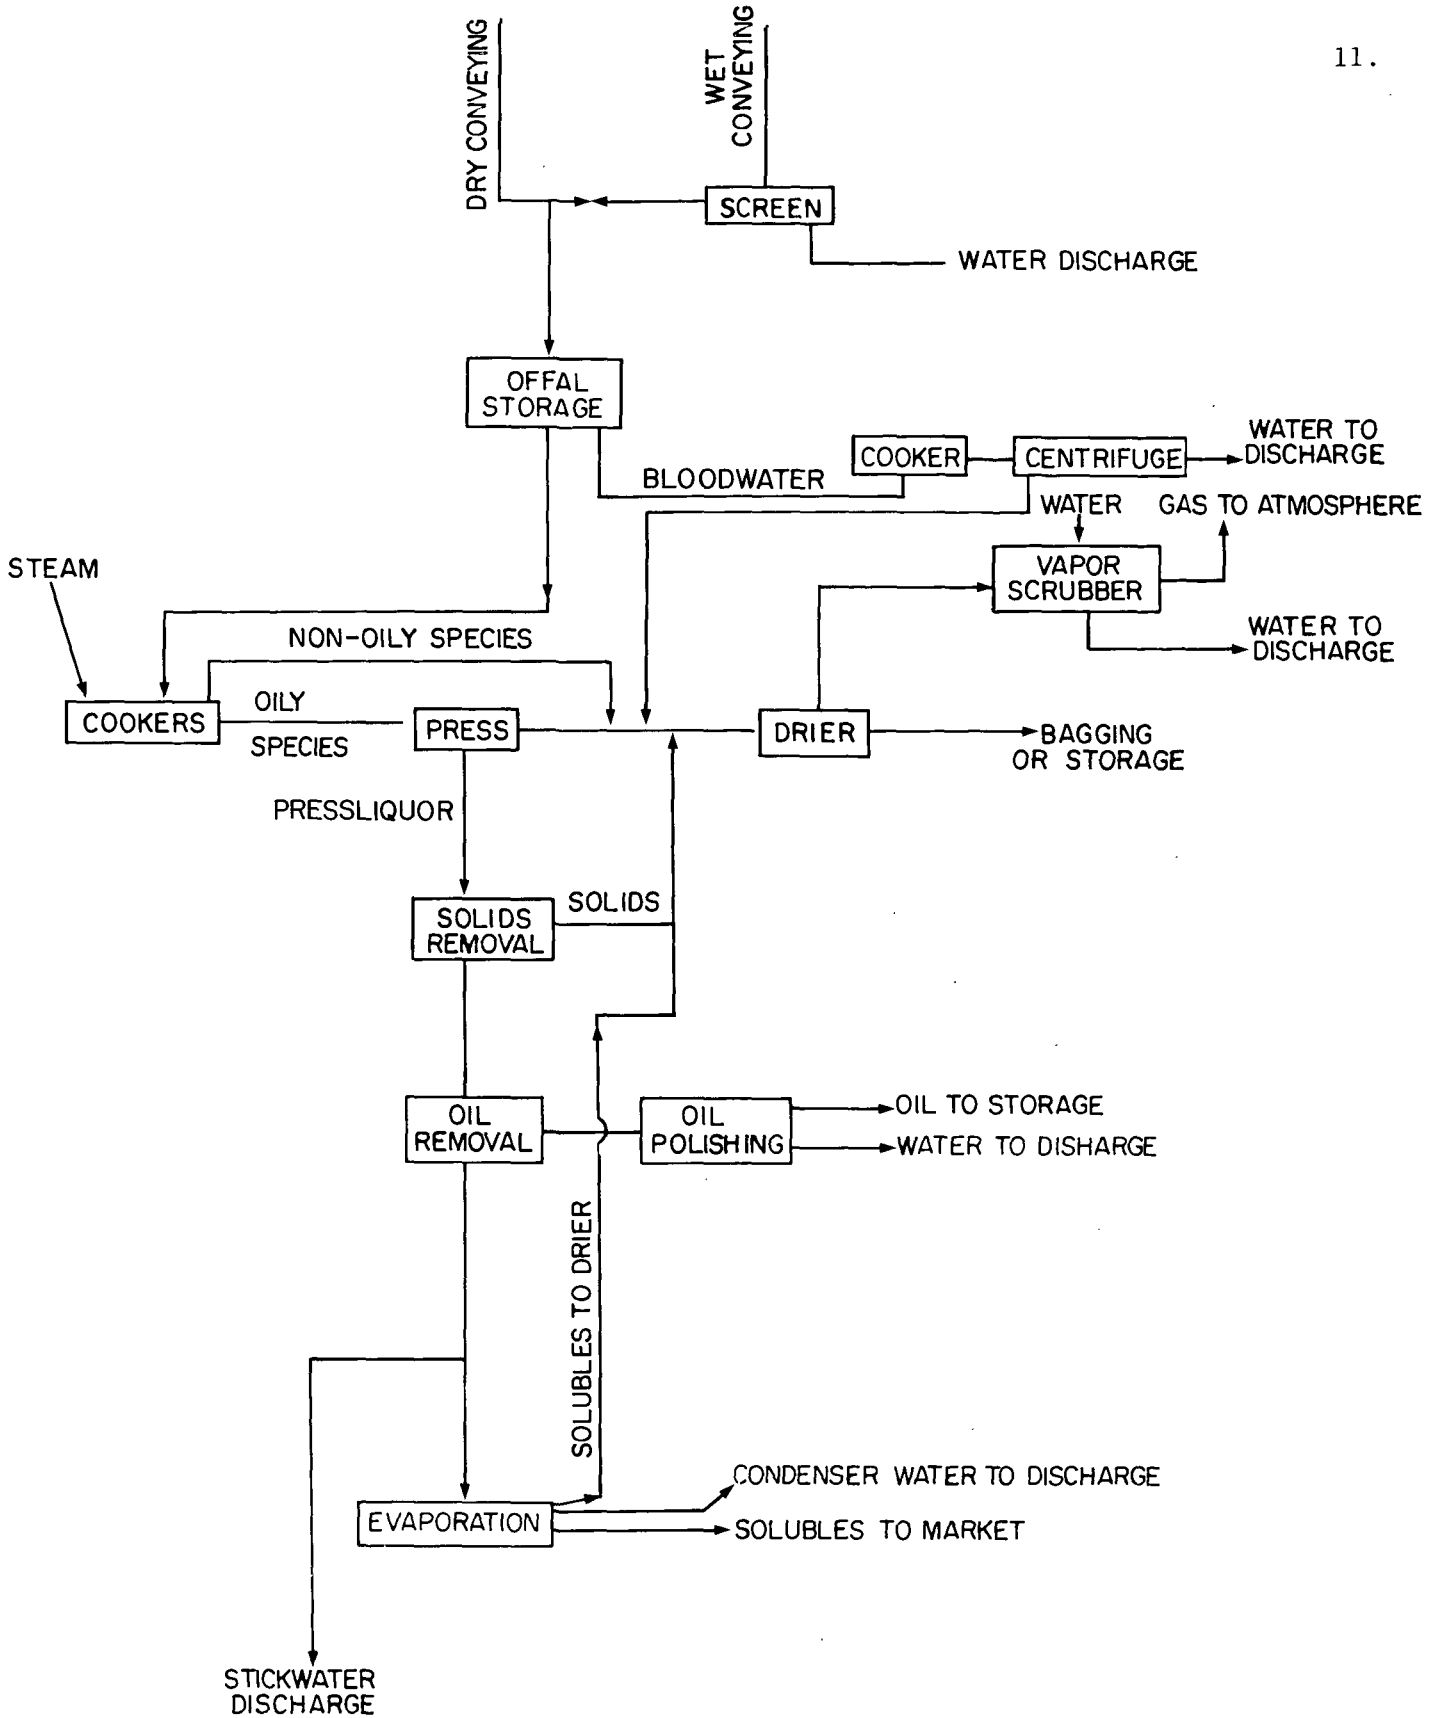 11.
DRY CONVEYING
WET
CONVEYING
SCREEN
WATER DISCHARGE
OFFAL
STORAGE
BLOODWATER
COOKER
CENTRIFUGE
WATER TO
DISCHARGE
WATER
GAS TO ATMOSPHERE
STEAM
VAPOR
SCRUBBER
WATER TO
DISCHARGE
NON-OILY SPECIES
COOKERS
OILY
SPECIES
PRESS
DRIER
BAGGING
OR STORAGE
PRESSLIQUOR
SOLIDS
REMOVAL
SOLIDS
OIL
REMOVAL
OIL
POLISHING
OIL TO STORAGE
WATER TO DISHARGE
SOLUBLES TO DRIER
EVAPORATION
CONDENSER WATER TO DISCHARGE
SOLUBLES TO MARKET
STICKWATER
DISCHARGE